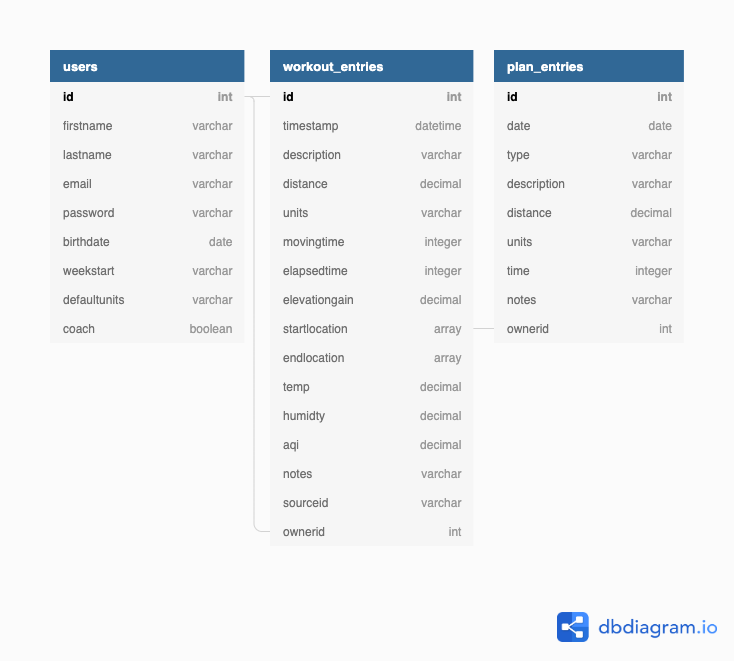 users
id int
firstname varchar
lastname varchar
email varchar
password varchar
birthdate date
weekstart varchar
defaultunits varchar
coach boolean
workout_entries
id int
timestamp datetime
description varchar
distance decimal
units varchar
movingtime integer
elapsedtime integer
elevationgain decimal
startlocation array
endlocation array
temp decimal
humidty decimal
aqi decimal
notes varchar
sourceid varchar
ownerid int
plan_entries
id int
date date
type varchar
description varchar
distance decimal
units varchar
time integer
notes varchar
ownerid int
dbdiagram.io